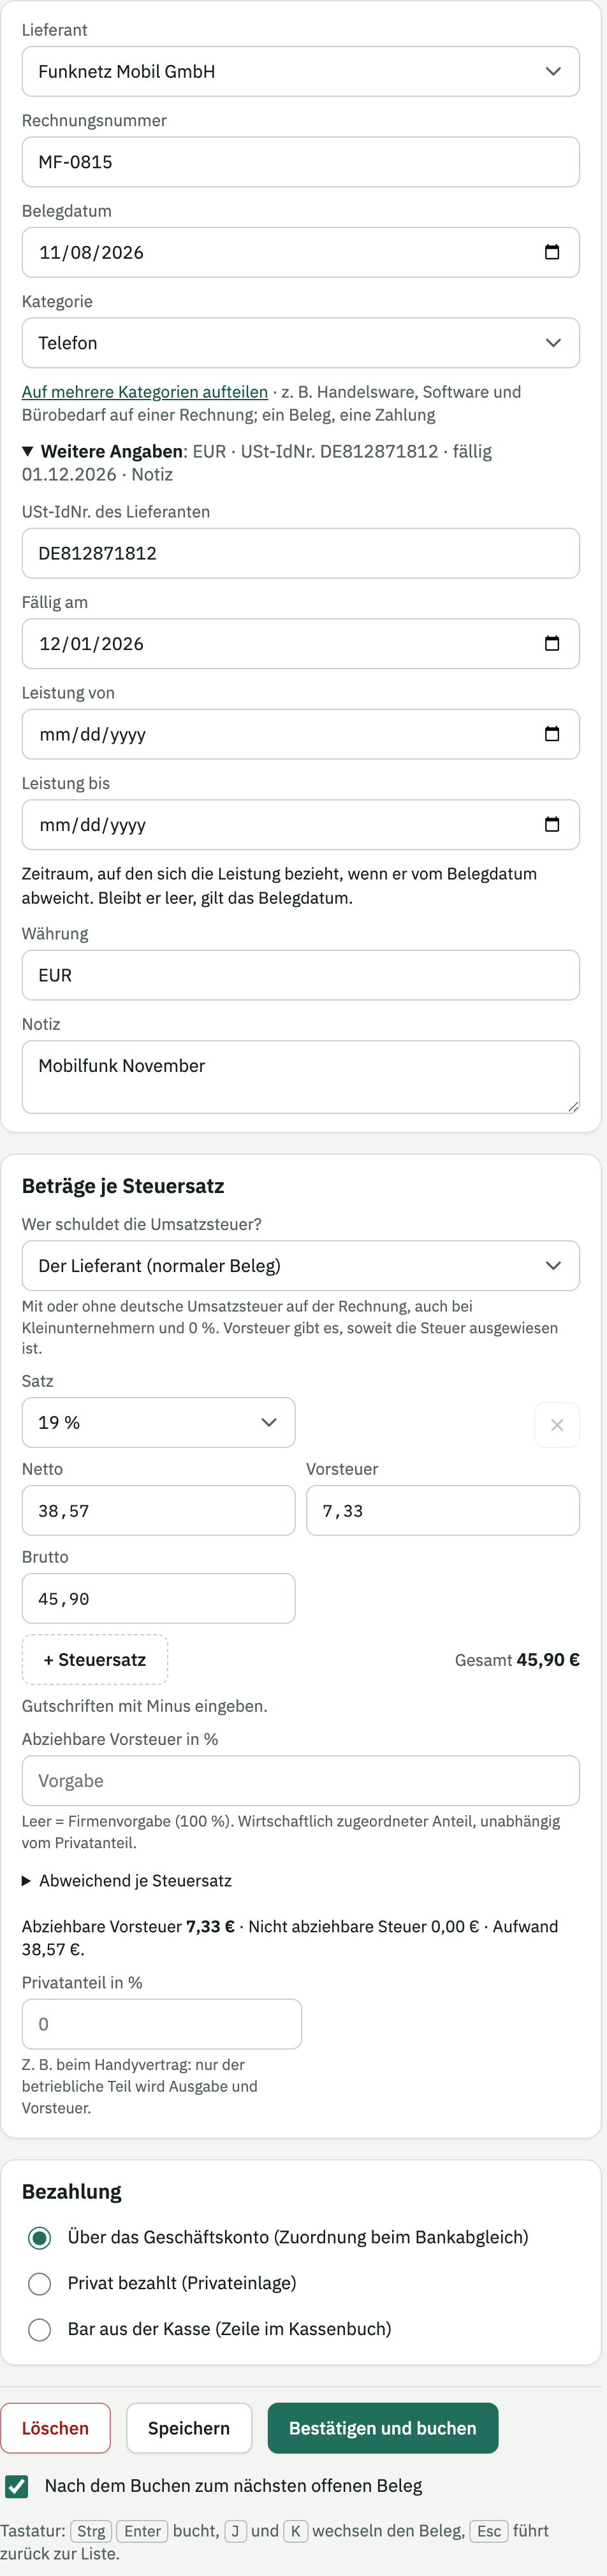 Lieferant
Funknetz Mobil GmbH
Rechnungsnummer
MF-0815
Belegdatum
11/08/2026
Kategorie
Telefon
Auf mehrere Kategorien aufteilen · z. B. Handelsware, Software und
Bürobedarf auf einer Rechnung; ein Beleg, eine Zahlung
▼ Weitere Angaben: EUR · USt-IdNr. DE812871812 · fällig
01.12.2026 · Notiz
USt-IdNr. des Lieferanten
DE812871812
Fällig am
12/01/2026
Leistung von
mm/dd/yyyy
Leistung bis
mm/dd/yyyy
Zeitraum, auf den sich die Leistung bezieht, wenn er vom Belegdatum
abweicht. Bleibt er leer, gilt das Belegdatum.
Währung
EUR
Notiz
Mobilfunk November
Beträge je Steuersatz
Wer schuldet die Umsatzsteuer?
Der Lieferant (normaler Beleg)
Mit oder ohne deutsche Umsatzsteuer auf der Rechnung, auch bei
Kleinunternehmern und 0 %. Vorsteuer gibt es, soweit die Steuer ausgewiesen
ist.
Satz
19 %
Netto Vorsteuer
38,57 7,33
Brutto
45,90
+ Steuersatz Gesamt 45,90 €
Gutschriften mit Minus eingeben.
Abziehbare Vorsteuer in %
Vorgabe
Leer = Firmenvorgabe (100 %). Wirtschaftlich zugeordneter Anteil, unabhängig
vom Privatanteil.
▶ Abweichend je Steuersatz
Abziehbare Vorsteuer 7,33 € · Nicht abziehbare Steuer 0,00 € · Aufwand
38,57 €.
Privatanteil in %
0
Z. B. beim Handyvertrag: nur der
betriebliche Teil wird Ausgabe und
Vorsteuer.
Bezahlung
Über das Geschäftskonto (Zuordnung beim Bankabgleich)
Privat bezahlt (Privateinlage)
Bar aus der Kasse (Zeile im Kassenbuch)
Löschen Speichern Bestätigen und buchen
Nach dem Buchen zum nächsten offenen Beleg
Tastatur: Strg Enter bucht, J und K wechseln den Beleg, Esc führt
zurück zur Liste.